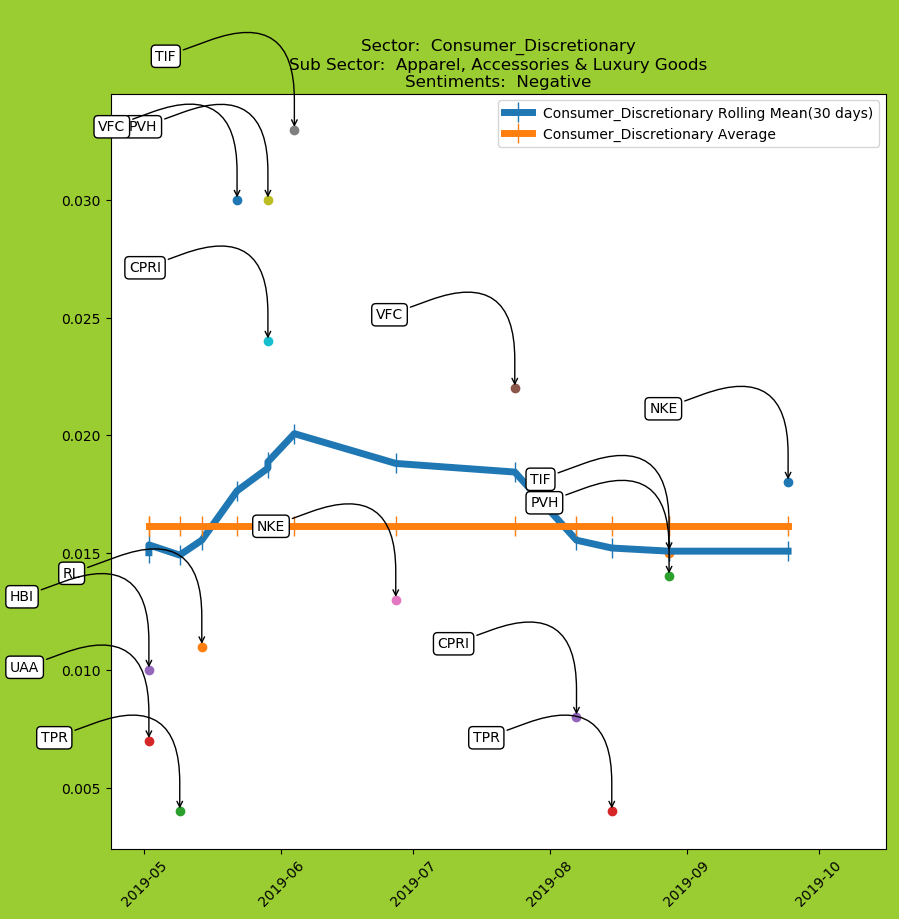 Sector:  Consumer_Discretionary
Sub Sector:  Apparel, Accessories & Luxury Goods
Sentiments:  Negative
Consumer_Discretionary Rolling Mean(30 days)
Consumer_Discretionary Average
TIF
VFC
PVH
CPRI
VFC
NKE
TIF
PVH
NKE
RL
HBI
UAA
TPR
CPRI
TPR
0.030
0.025
0.020
0.015
0.010
0.005
2019-05
2019-06
2019-07
2019-08
2019-09
2019-10